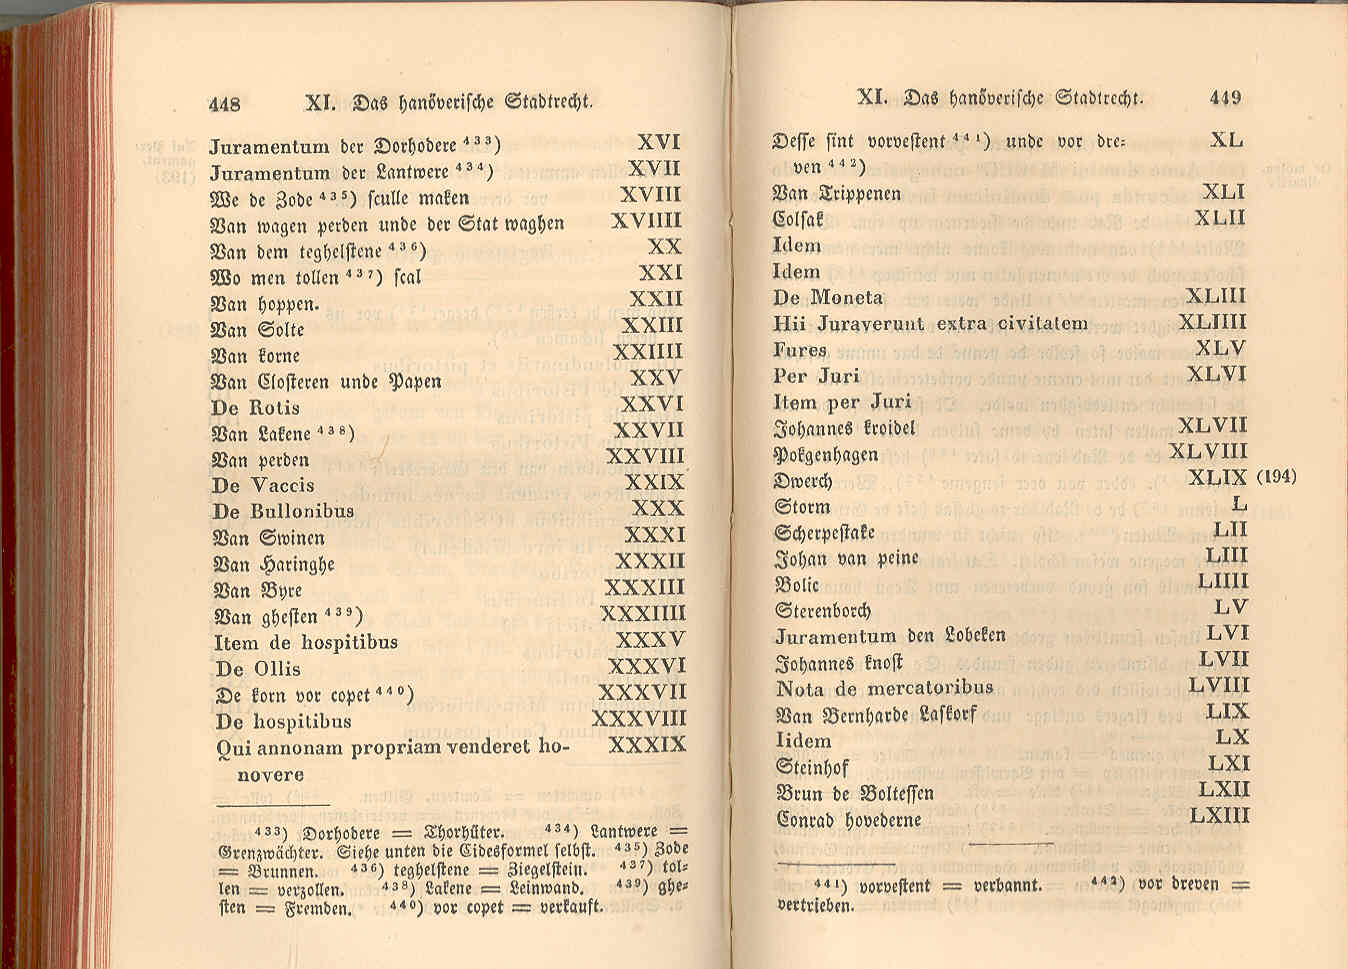 448 XI. Das hanöverische Stadtrecht.
Juramentum der Dorhodere ⁴³³) XVI
Juramentum der Lantwere ⁴³⁴) XVII
We de Zode ⁴³⁵) sculle maken XVIII
Van wagen perden unde der Stat waghen XVIIII
Van dem teghelstene ⁴³⁶) XX
Wo men tollen ⁴³⁷) scal XXI
Van hoppen. XXII
Van Solte XXIII
Van korne XXIIII
Van Closteren unde Papen XXV
De Rotis XXVI
Van Lakene ⁴³⁸) XXVII
Van perden XXVIII
De Vaccis XXIX
De Bullonibus XXX
Van Swinen XXXI
Van Haringhe XXXII
Van Byre XXXIII
Van ghesten ⁴³⁹) XXXIIII
Item de hospitibus XXXV
De Ollis XXXVI
De korn vor copet ⁴⁴⁰) XXXVII
De hospitibus XXXVIII
Qui annonam propriam venderet ho- XXXIX
novere
⁴³³) Dorhodere = Thorhüter. ⁴³⁴) Lantwere =
Grenzwächter. Siehe unten die Eidesformel selbst. ⁴³⁵) Zode
= Brunnen. ⁴³⁶) teghelstene = Ziegelstein. ⁴³⁷) tol-
len = verzollen. ⁴³⁸) Lakene = Leinwand. ⁴³⁹) ghe-
sten = Fremden. ⁴⁴⁰) vor copet = verkauft.
XI. Das hanöverische Stadtrecht. 449
Desse sint vorvestent ⁴⁴¹) unde vor dre- XL
ven ⁴⁴²)
Van Trippenen XLI
Colsak XLII
Idem
Idem
De Moneta XLIII
Hii Juraverunt extra civitatem XLIIII
Fures XLV
Per Juri XLVI
Item per Juri
Johannes kroidel XLVII
Pokgenhagen XLVIII
Dwerch XLIX (194)
Storm L
Scherpestake LII
Johan van peine LIII
Bolic LIIII
Sterenborch LV
Juramentum den Lobeken LVI
Johannes knost LVII
Nota de mercatoribus LVIII
Van Bernharde Laskorf LIX
Iidem LX
Steinhof LXI
Brun de Boltessen LXII
Conrad hovederne LXIII
⁴⁴¹) vorvestent = verbannt. ⁴⁴²) vor dreven =
vertrieben.